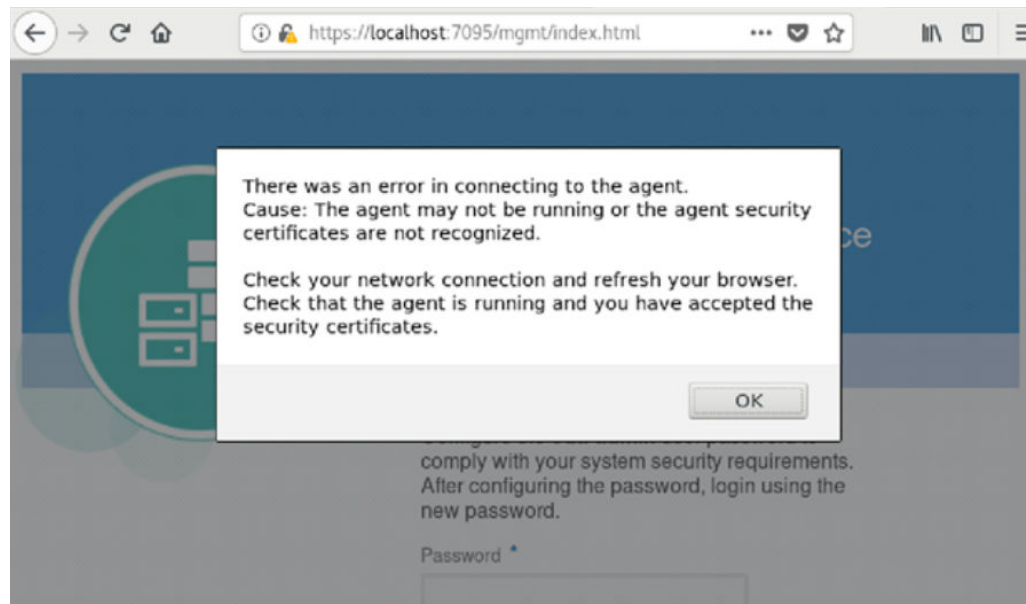 https://localhost:7095/mgmt/index.html
There was an error in connecting to the agent.
Cause: The agent may not be running or the agent security
certificates are not recognized.
Check your network connection and refresh your browser.
Check that the agent is running and you have accepted the
security certificates.
OK
comply with your system security requirements.
After configuring the password, login using the
new password.
Password *